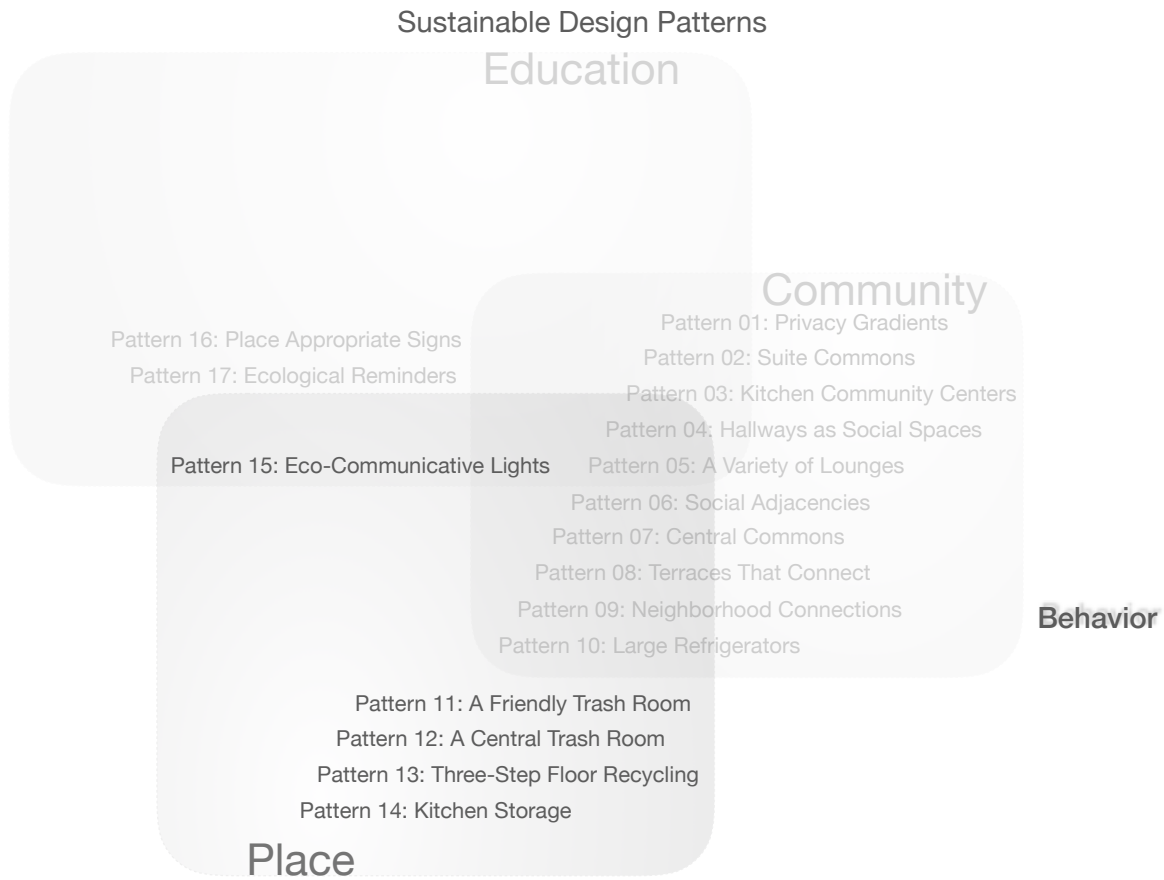 Sustainable Design Patterns
Education
Community
Pattern 01: Privacy Gradients
Pattern 16: Place Appropriate Signs
Pattern 02: Suite Commons
Pattern 17: Ecological Reminders
Pattern 03: Kitchen Community Centers
Pattern 04: Hallways as Social Spaces
Pattern 15: Eco-Communicative Lights
Pattern 05: A Variety of Lounges
Pattern 06: Social Adjacencies
Pattern 07: Central Commons
Pattern 08: Terraces That Connect
Pattern 09: Neighborhood Connections
Behavior
Pattern 10: Large Refrigerators
Pattern 11: A Friendly Trash Room
Pattern 12: A Central Trash Room
Pattern 13: Three-Step Floor Recycling
Pattern 14: Kitchen Storage
Place